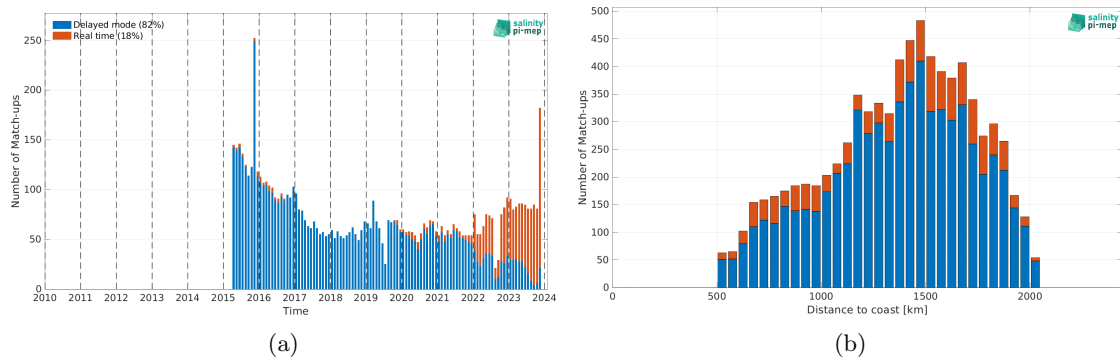 Delayed mode (82%)
Real time (18%)
salinity
pi-mep
Number of Match-ups
250
200
150
100
50
0
2010 2011 2012 2013 2014 2015 2016 2017 2018 2019 2020 2021 2022 2023 2024
Time
(a)
salinity
pi-mep
Number of Match-ups
500
450
400
350
300
250
200
150
100
50
0
0 500 1000 1500 2000
Distance to coast [km]
(b)